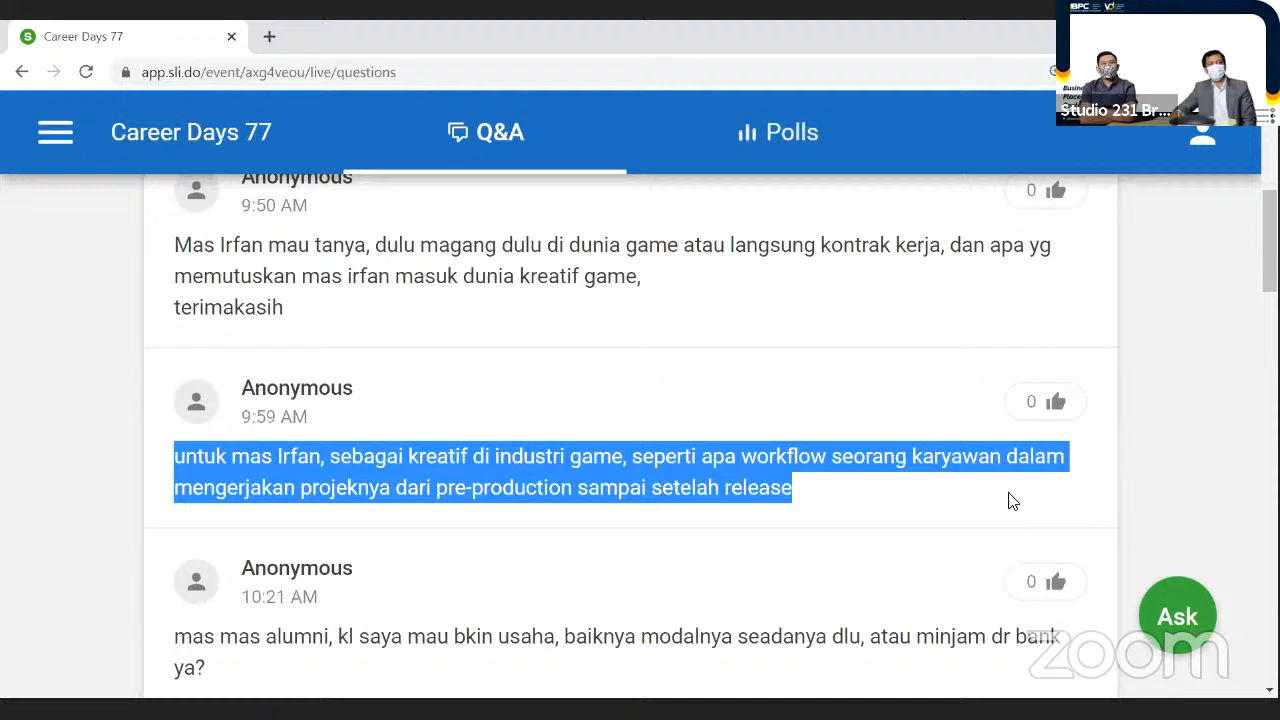 Career Days 77
app.sli.do/event/axg4veou/live/questions
BPC
Studio 231 Br...
Career Days 77
Q&A
Polls
Anonymous
0
9:50 AM
Mas Irfan mau tanya, dulu magang dulu di dunia game atau langsung kontrak kerja, dan apa yg
memutuskan mas irfan masuk dunia kreatif game,
terimakasih
Anonymous
0
9:59 AM
untuk mas Irfan, sebagai kreatif di industri game, seperti apa workflow seorang karyawan dalam
mengerjakan projeknya dari pre-production sampai setelah release
Anonymous
0
10:21 AM
mas mas alumni, kl saya mau bkin usaha, baiknya modalnya seadanya dlu, atau minjam dr bank
ya?
Ask
zoom